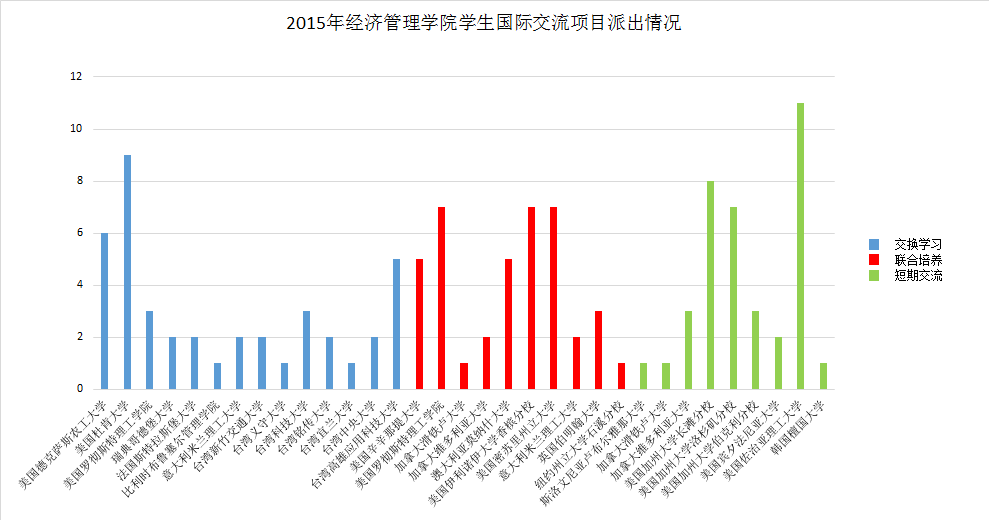 2015年经济管理学院学生国际交流项目派出情况
12
10
8
6
4
2
0
美国德克萨斯农工大学
美国杜肯大学
美国罗彻斯特理工学院
瑞典哥德堡大学
法国斯特拉斯堡大学
比利时布鲁塞尔管理学院
意大利米兰理工大学
台湾新竹交通大学
台湾义守大学
台湾科技大学
台湾铭传大学
台湾宜兰大学
台湾中央大学
台湾高雄应用科技大学
美国辛辛那提大学
美国罗彻斯特理工学院
加拿大滑铁卢大学
加拿大维多利亚大学
澳大利亚莫纳什大学
美国伊利诺伊大学香槟分校
美国密苏里州立大学
意大利米兰理工大学
英国伯明翰大学
纽约州立大学石溪分校
斯洛文尼亚卢布尔雅那大学
加拿大滑铁卢大学
加拿大维多利亚大学
美国加州大学长滩分校
美国加州大学洛杉矶分校
美国加州大学伯克利分校
美国宾夕法尼亚大学
美国佐治亚理工大学
韩国檀国大学
交换学习
联合培养
短期交流